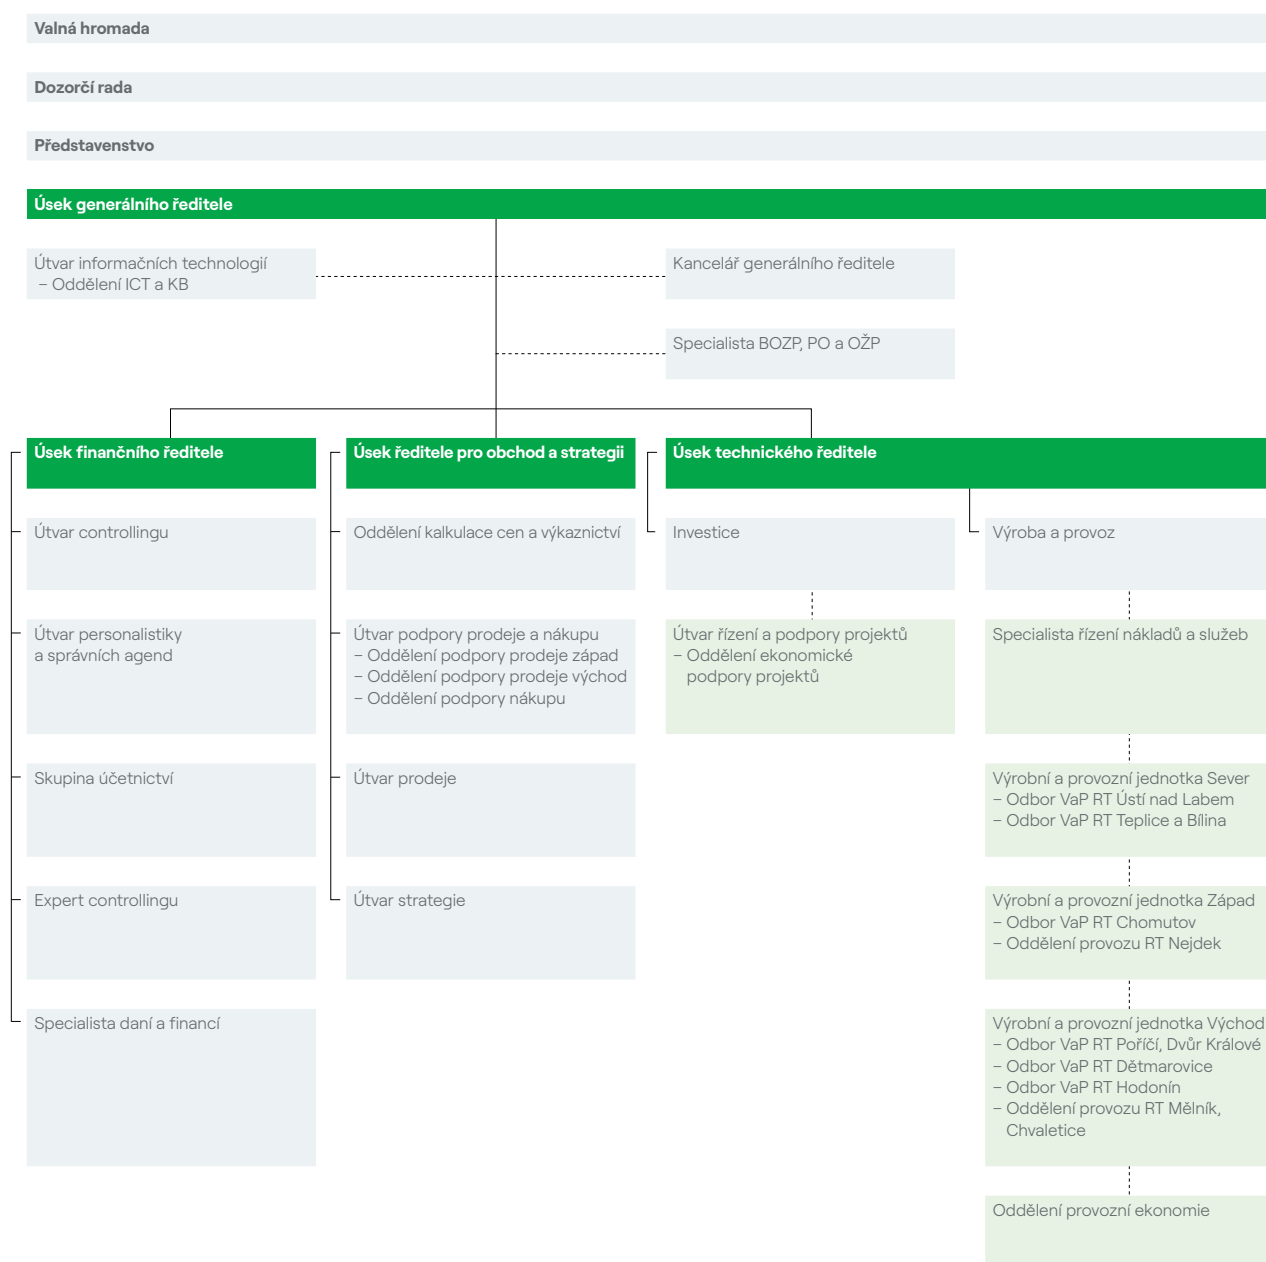 Valná hromada
Dozorčí rada
Představenstvo
Úsek generálního ředitele
Útvar informačních technologií
– Oddělení ICT a KB
Kancelář generálního ředitele
Specialista BOZP, PO a OŽP
Úsek finančního ředitele
Úsek ředitele pro obchod a strategii
Úsek technického ředitele
Útvar controllingu
Oddělení kalkulace cen a výkaznictví
Investice
Výroba a provoz
Útvar personalistiky
a správních agend
Útvar podpory prodeje a nákupu
– Oddělení podpory prodeje západ
– Oddělení podpory prodeje východ
– Oddělení podpory nákupu
Útvar řízení a podpory projektů
– Oddělení ekonomické
podpory projektů
Specialista řízení nákladů a služeb
Skupina účetnictví
Útvar prodeje
Výrobní a provozní jednotka Sever
– Odbor VaP RT Ústí nad Labem
– Odbor VaP RT Teplice a Bílina
Expert controllingu
Útvar strategie
Výrobní a provozní jednotka Západ
– Odbor VaP RT Chomutov
– Oddělení provozu RT Nejdek
Specialista daní a financí
Výrobní a provozní jednotka Východ
– Odbor VaP RT Poříčí, Dvůr Králové
– Odbor VaP RT Dětmarovice
– Odbor VaP RT Hodonín
– Oddělení provozu RT Mělník,
Chvaletice
Oddělení provozní ekonomie